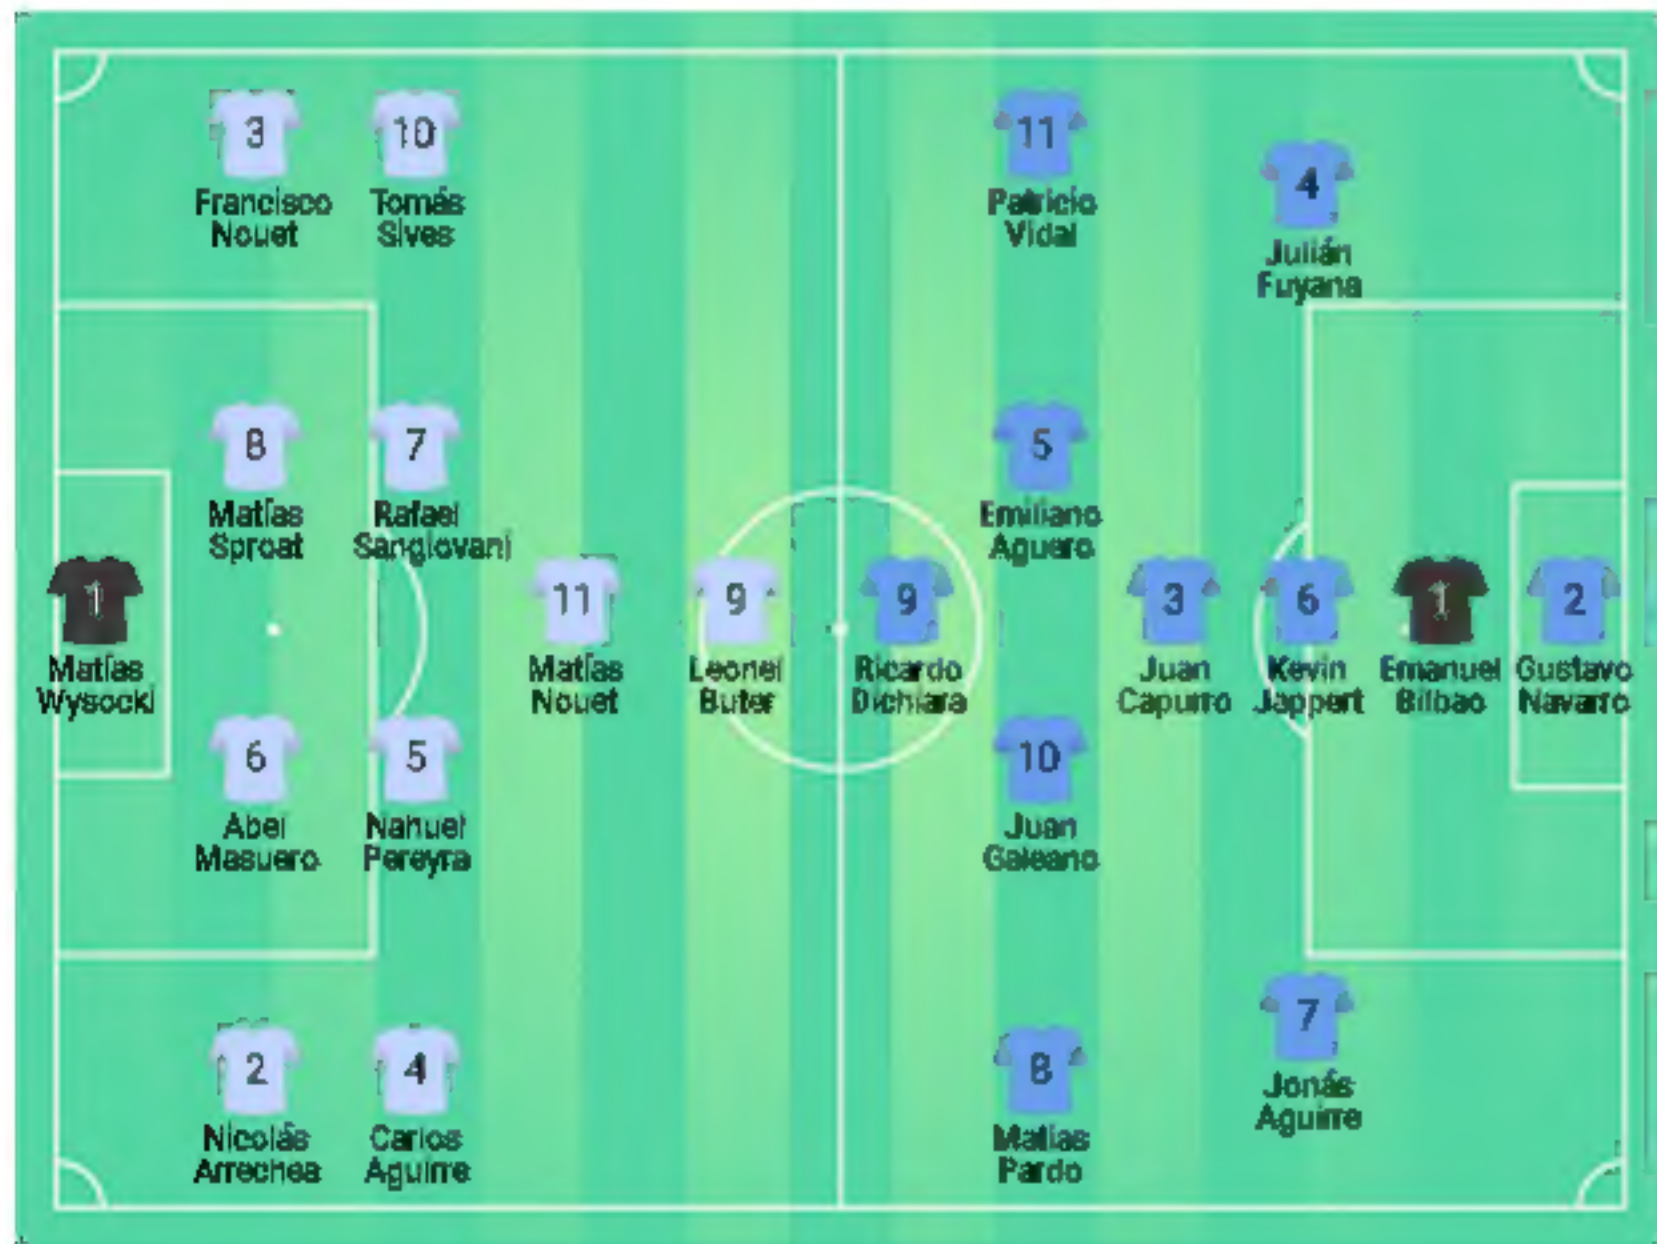 3
Francisco
Nouet
10
Tomás
Sives
11
Patricio
Vidal
4
Julián
Fuyana
8
Matías
Sproat
7
Rafael
Sangiovani
5
Emiliano
Aguero
1
Matías
Wysocki
11
Matías
Nouet
9
Leonel
Buter
9
Ricardo
Dichiara
3
Juan
Capurro
6
Kevin
Jappert
1
Emanuel
Bilbao
2
Gustavo
Navarro
6
Abel
Masuero
5
Nahuel
Pereyra
10
Juan
Galeano
2
Nicolás
Arrechea
4
Carlos
Aguirre
8
Matías
Pardo
7
Jonás
Aguirre